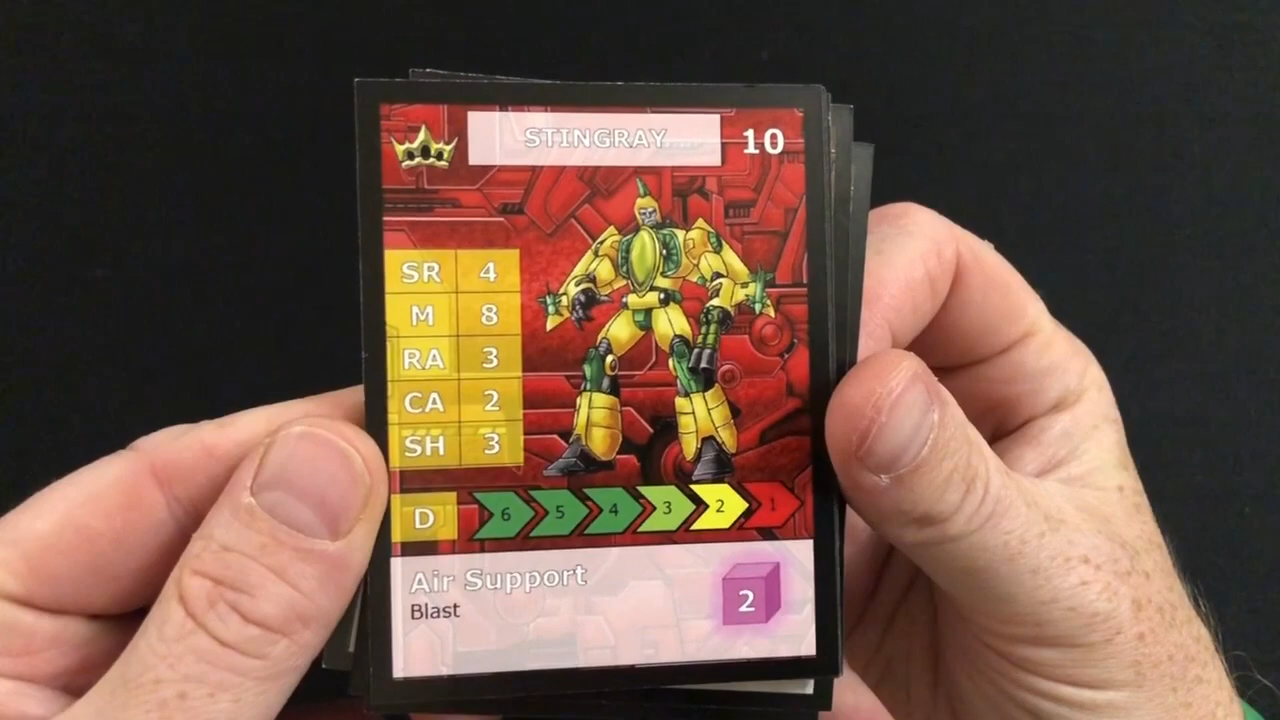 STINGRAY 10
SR 4
M 8
RA 3
CA 2
SH 3
D 6 5 4 3 2 1
Air Support
Blast
2